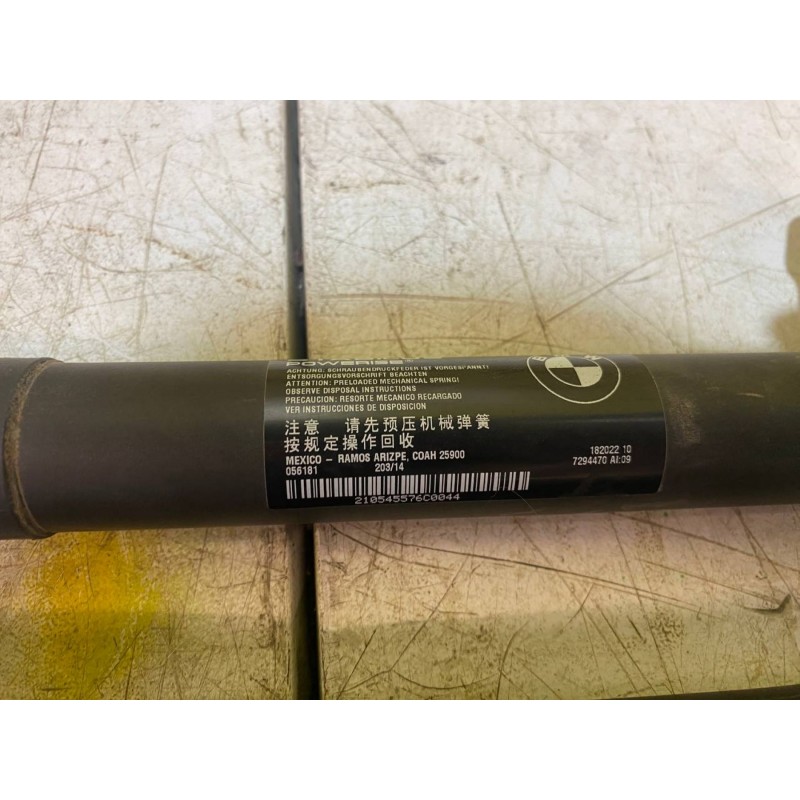 POWERISE®
ACHTUNG, SCHRAUBENDRUCKFEDER IST VORGESPANNT!
ENTSORGUNGSVORSCHRIFT BEACHTEN
ATTENTION: PRELOADED MECHANICAL SPRING!
OBSERVE DISPOSAL INSTRUCTIONS
PRECAUCION: RESORTE MECANICO RECARGADO
VER INSTRUCCIONES DE DISPOSICION
注意 请先预压机械弹簧
按规定操作回收
MEXICO – RAMOS ARIZPE, COAH 25900
056181 203/14
210545576C0044
182022 10
7294470 AI:09